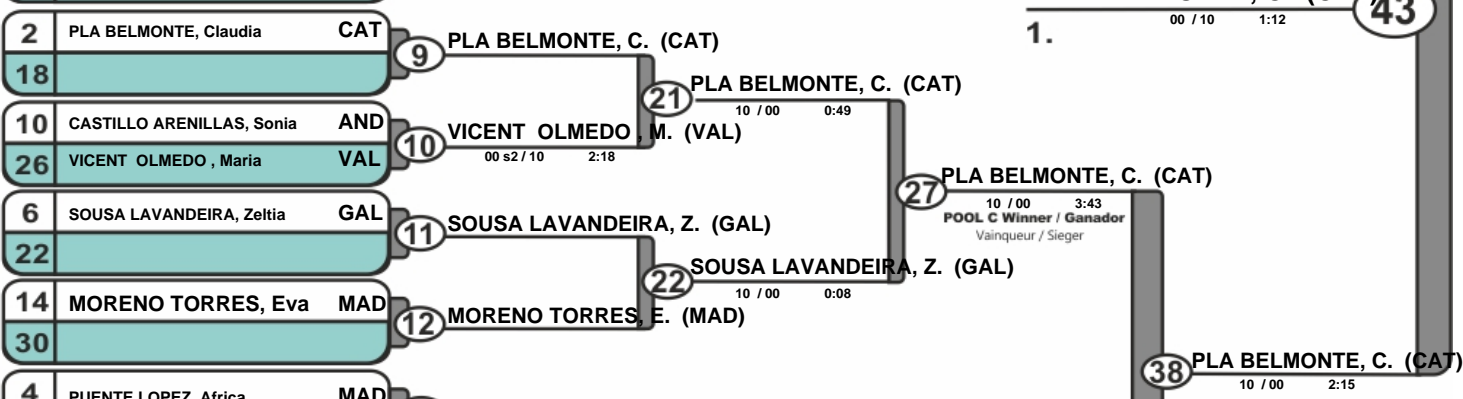 43
00 / 10 1:12
1.
2 PLA BELMONTE, Claudia CAT
18
9 PLA BELMONTE, C. (CAT)
21 PLA BELMONTE, C. (CAT)
10 / 00 0:49
10 CASTILLO ARENILLAS, Sonia AND
26 VICENT OLMEDO , Maria VAL
10 VICENT OLMEDO , M. (VAL)
00 s2 / 10 2:18
27 PLA BELMONTE, C. (CAT)
10 / 00 3:43
POOL C Winner / Ganador
Vainqueur / Sieger
6 SOUSA LAVANDEIRA, Zeltia GAL
22
11 SOUSA LAVANDEIRA, Z. (GAL)
22 SOUSA LAVANDEIRA, Z. (GAL)
10 / 00 0:08
14 MORENO TORRES, Eva MAD
30
12 MORENO TORRES, E. (MAD)
38 PLA BELMONTE, C. (CAT)
10 / 00 2:15
4 PUENTE LOPEZ, Africa MAD